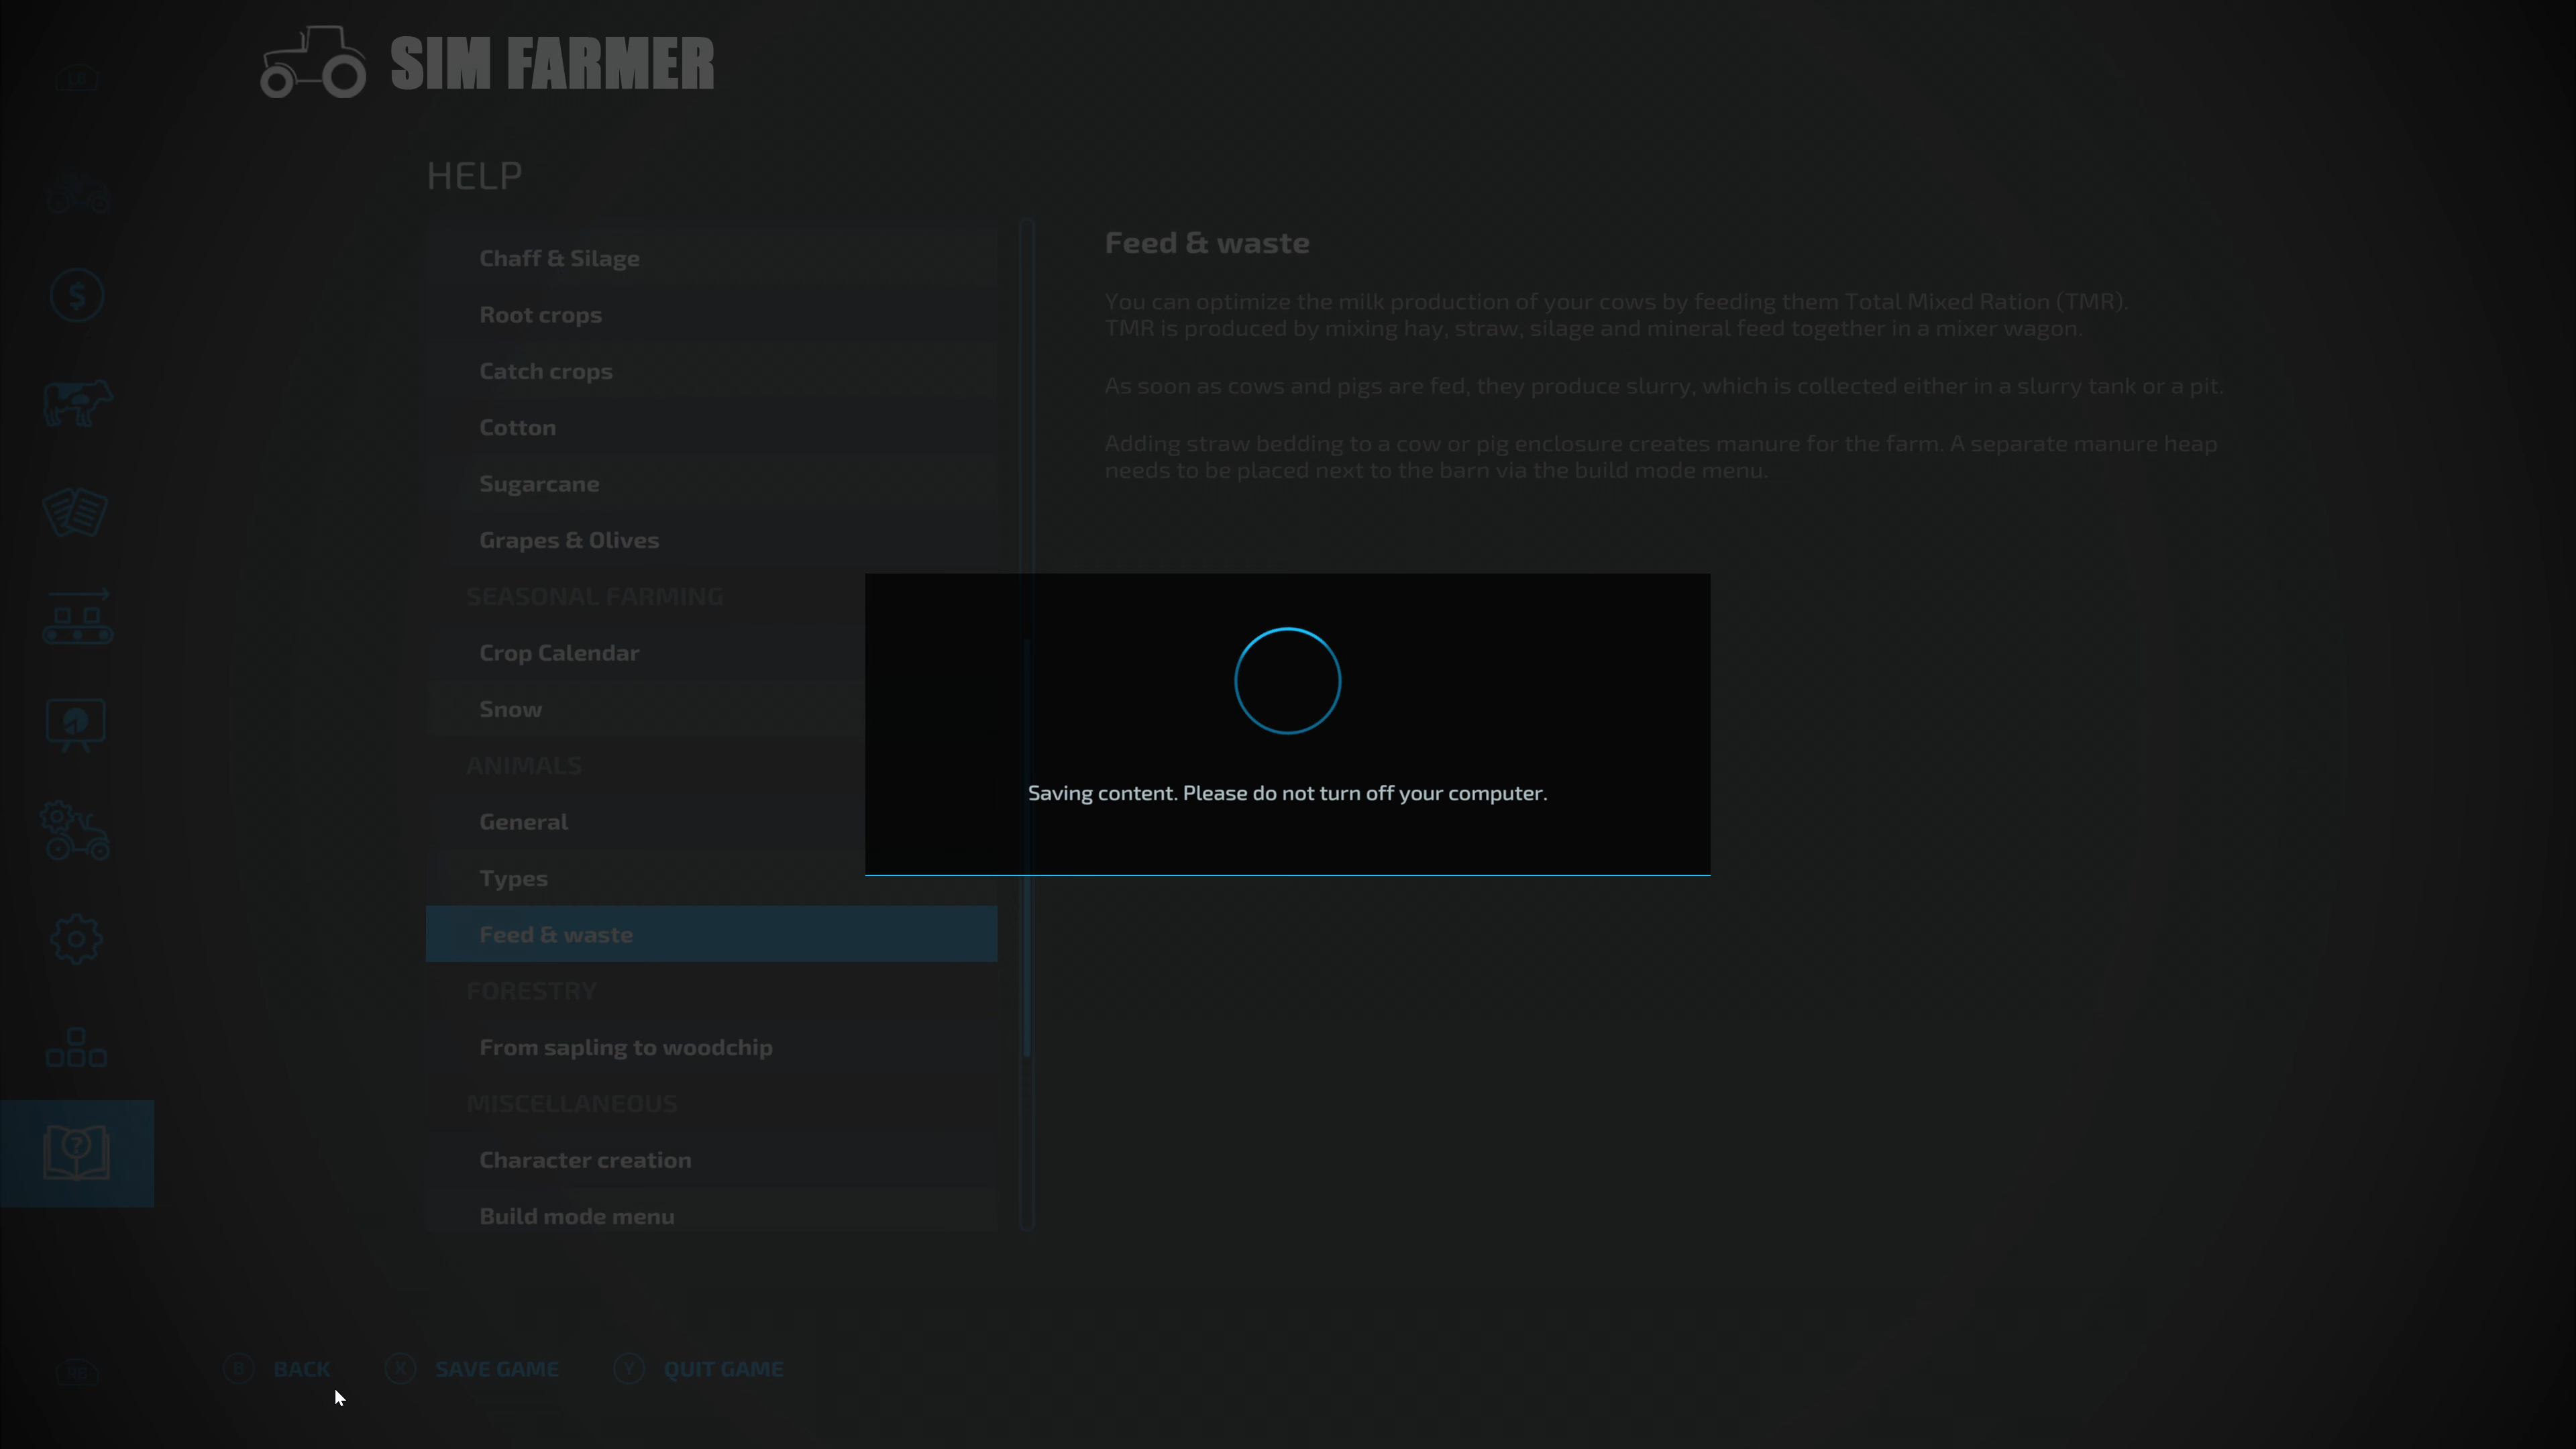 LB
SIM FARMER
HELP
Chaff & Silage
Root crops
Catch crops
Cotton
Sugarcane
Grapes & Olives
SEASONAL FARMING
Crop Calendar
Snow
ANIMALS
General
Types
Feed & waste
FORESTRY
From sapling to woodchip
MISCELLANEOUS
Character creation
Build mode menu
Feed & waste
You can optimize the milk production of your cows by feeding them Total Mixed Ration (TMR).
TMR is produced by mixing hay, straw, silage and mineral feed together in a mixer wagon.
As soon as cows and pigs are fed, they produce slurry, which is collected either in a slurry tank or a pit.
Adding straw bedding to a cow or pig enclosure creates manure for the farm. A separate manure heap
needs to be placed next to the barn via the build mode menu.
Saving content. Please do not turn off your computer.
RB
B BACK X SAVE GAME Y QUIT GAME